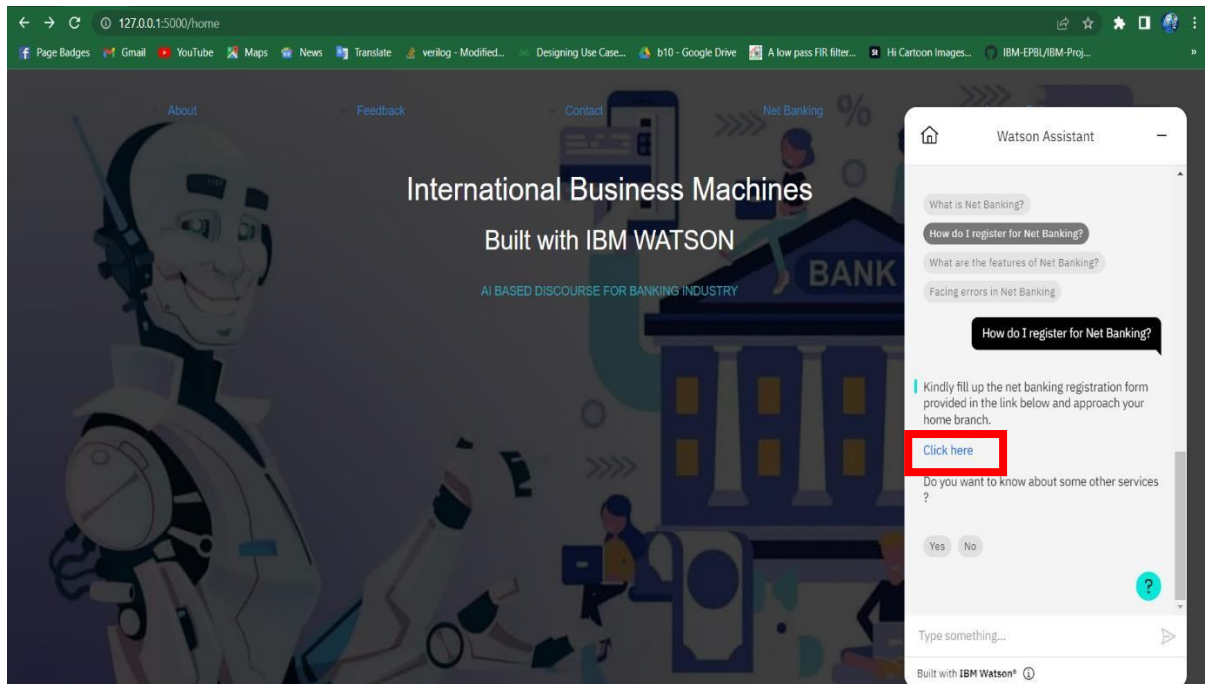 127.0.0.1:5000/home
Page Badges Gmail YouTube Maps News Translate verilog - Modified... Designing Use Case... b10 - Google Drive A low pass FIR filter... Hi Cartoon Images... IBM-EPBL/IBM-Proj... »
About Feedback Contact Net Banking
%
International Business Machines
Built with IBM WATSON
AI BASED DISCOURSE FOR BANKING INDUSTRY
BANK
Watson Assistant
What is Net Banking?
How do I register for Net Banking?
What are the features of Net Banking?
Facing errors in Net Banking
How do I register for Net Banking?
Kindly fill up the net banking registration form
provided in the link below and approach your
home branch.
Click here
Do you want to know about some other services
?
Yes No
?
Type something...
Built with IBM Watson®